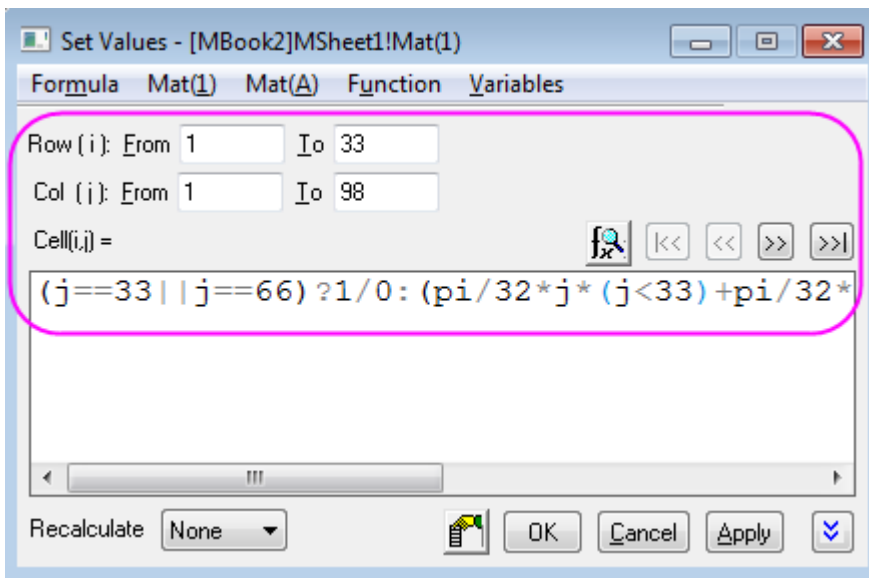 Set Values - [MBook2]MSheet1!Mat(1)
Formula Mat(1) Mat(A) Function Variables
Row ( i ): From 1 To 33
Col ( j ): From 1 To 98
Cell(i,j) =
fx |<< << >> >>|
(j==33||j==66)?1/0:(pi/32*j*(j<33)+pi/32*
Recalculate None OK Cancel Apply